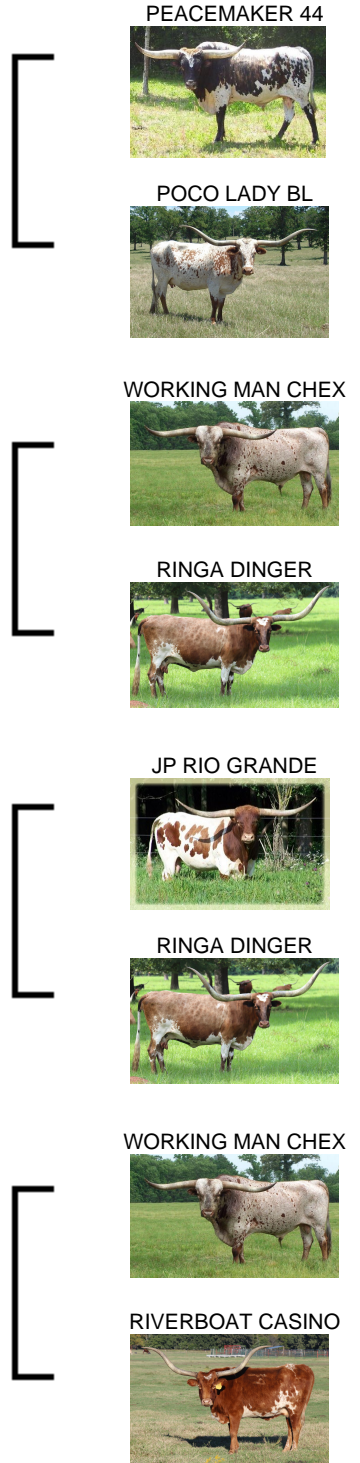 PEACEMAKER 44
POCO LADY BL
WORKING MAN CHEX
RINGA DINGER
JP RIO GRANDE
RINGA DINGER
WORKING MAN CHEX
RIVERBOAT CASINO